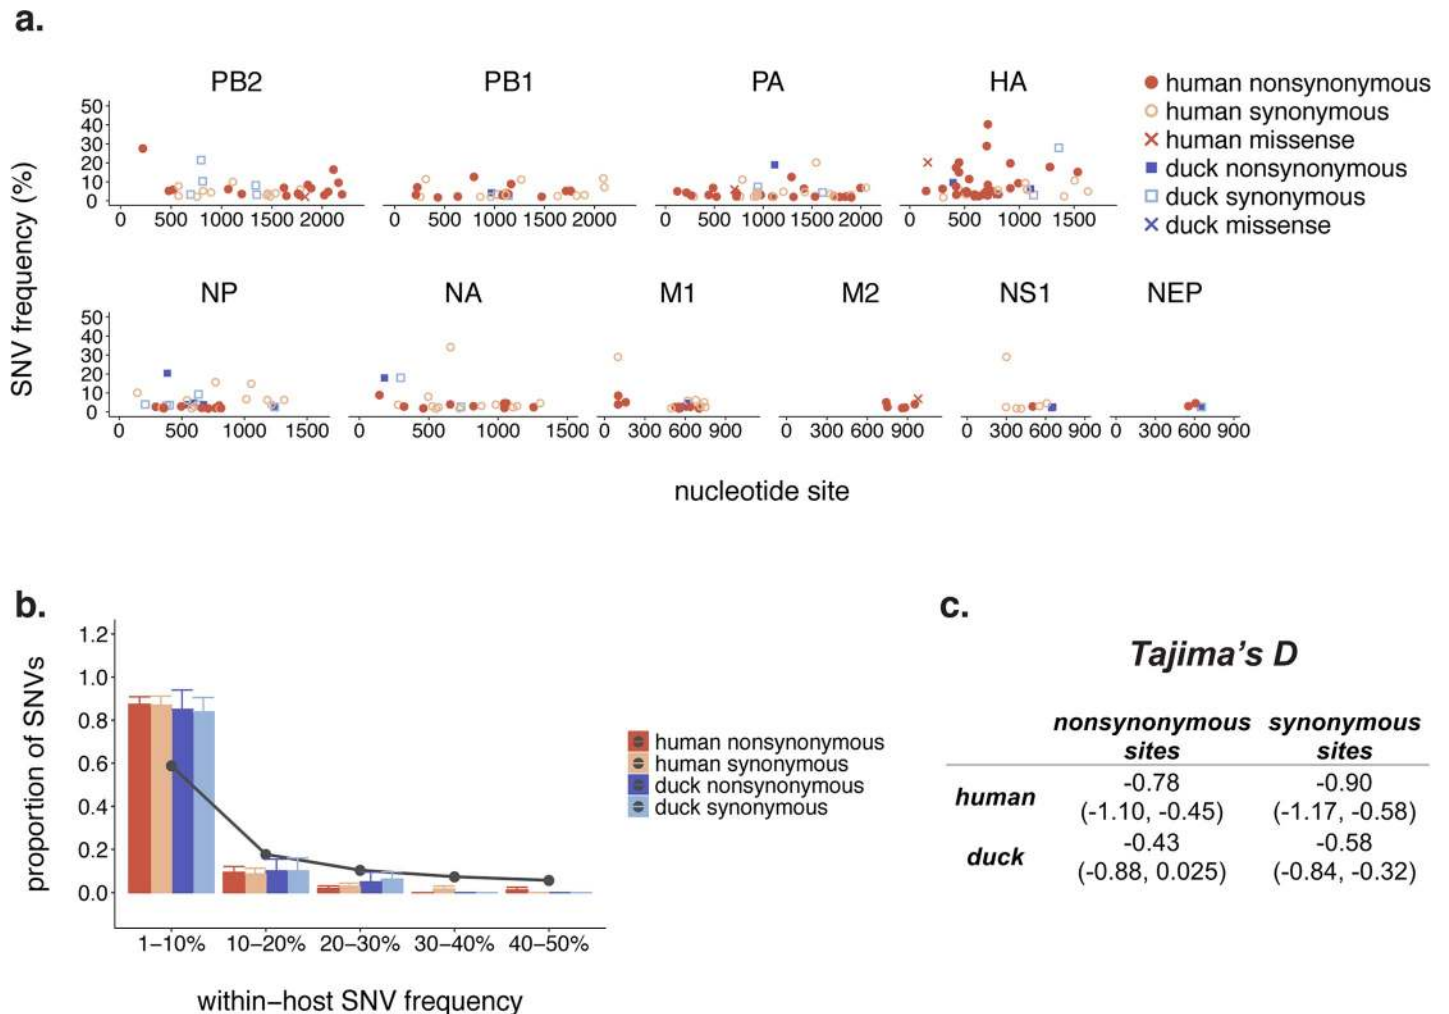 a.
PB2
PB1
PA
HA
human nonsynonymous
human synonymous
human missense
duck nonsynonymous
duck synonymous
duck missense
SNV frequency (%)
50
40
30
20
10
0
0 500 1000 1500 2000
0 500 1000 1500 2000
0 500 1000 1500 2000
0 500 1000 1500
NP
NA
M1
M2
NS1
NEP
50
40
30
20
10
0
0 500 1000 1500
0 500 1000 1500
0 300 600 900
0 300 600 900
0 300 600 900
0 300 600 900
nucleotide site
b.
proportion of SNVs
1.2
1.0
0.8
0.6
0.4
0.2
0.0
1–10% 10–20% 20–30% 30–40% 40–50%
within–host SNV frequency
human nonsynonymous
human synonymous
duck nonsynonymous
duck synonymous
c.
Tajima's D
nonsynonymous synonymous
sites sites
human -0.78 -0.90
(-1.10, -0.45) (-1.17, -0.58)
duck -0.43 -0.58
(-0.88, 0.025) (-0.84, -0.32)